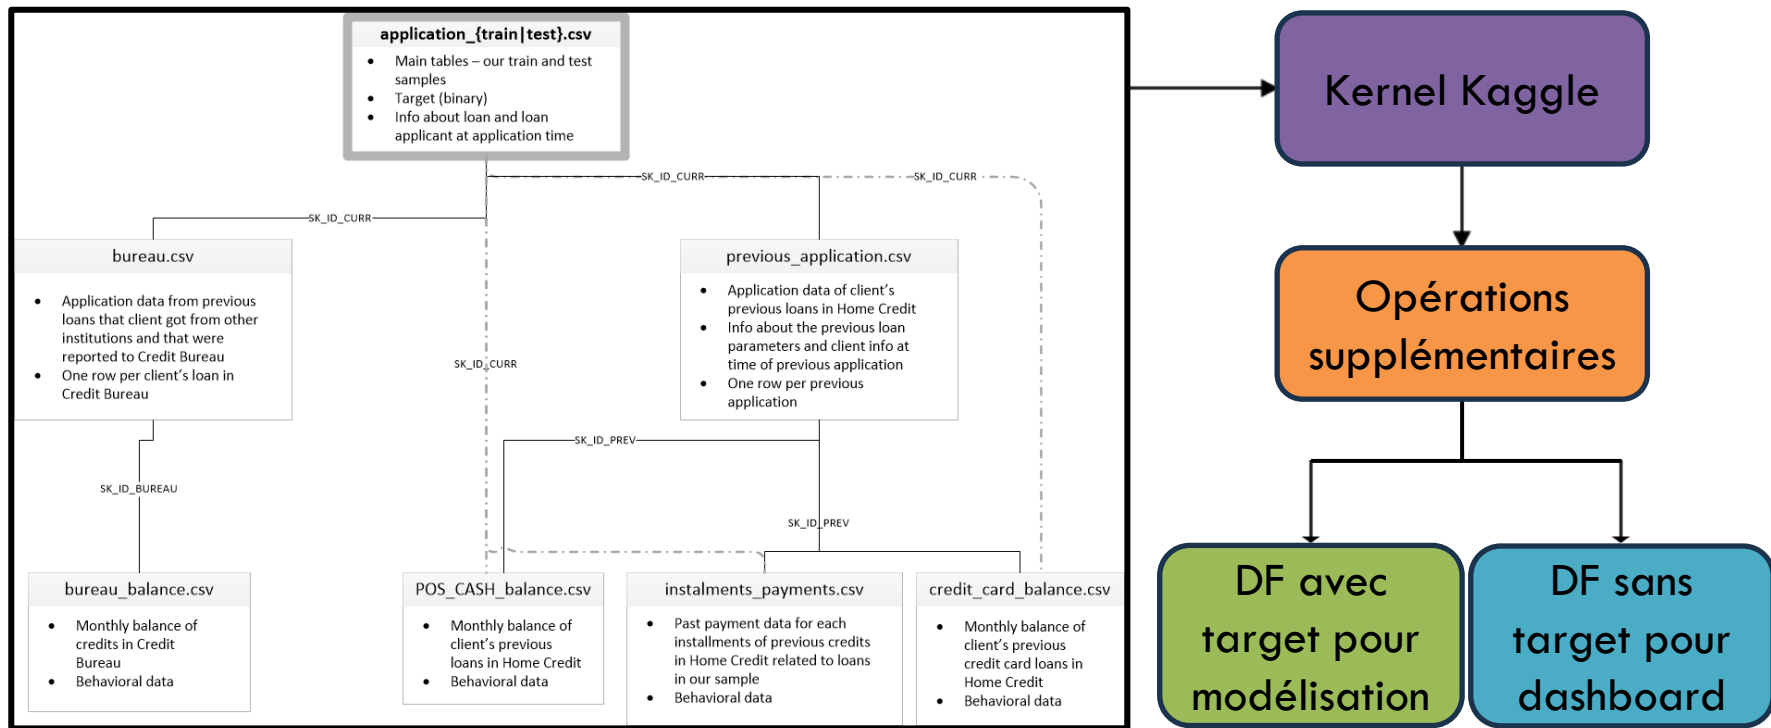 application_{train|test}.csv
• Main tables – our train and test
samples
• Target (binary)
• Info about loan and loan
applicant at application time
SK_ID_CURR
SK_ID_CURR
SK_ID_CURR
bureau.csv
• Application data from previous
loans that client got from other
institutions and that were
reported to Credit Bureau
• One row per client's loan in
Credit Bureau
previous_application.csv
• Application data of client's
previous loans in Home Credit
• Info about the previous loan
parameters and client info at
time of previous application
• One row per previous
application
SK_ID_CURR
SK_ID_PREV
SK_ID_BUREAU
SK_ID_PREV
bureau_balance.csv
• Monthly balance of
credits in Credit
Bureau
• Behavioral data
POS_CASH_balance.csv
• Monthly balance of
client's previous
loans in Home Credit
• Behavioral data
instalments_payments.csv
• Past payment data for each
installments of previous credits
in Home Credit related to loans
in our sample
• Behavioral data
credit_card_balance.csv
• Monthly balance of
client's previous
credit card loans in
Home Credit
• Behavioral data
Kernel Kaggle
Opérations
supplémentaires
DF avec
target pour
modélisation
DF sans
target pour
dashboard